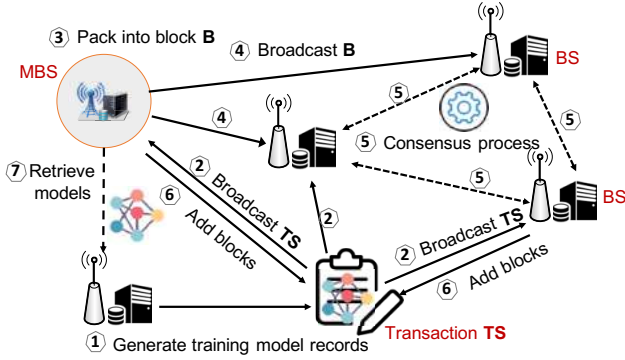 ③ Pack into block B
④ Broadcast B
MBS
BS
④
⑤
⑤ Consensus process
⑤
⑦ Retrieve models
② Broadcast TS
⑥ Add blocks
②
⑤
BS
② Broadcast TS
⑥ Add blocks
Transaction TS
① Generate training model records